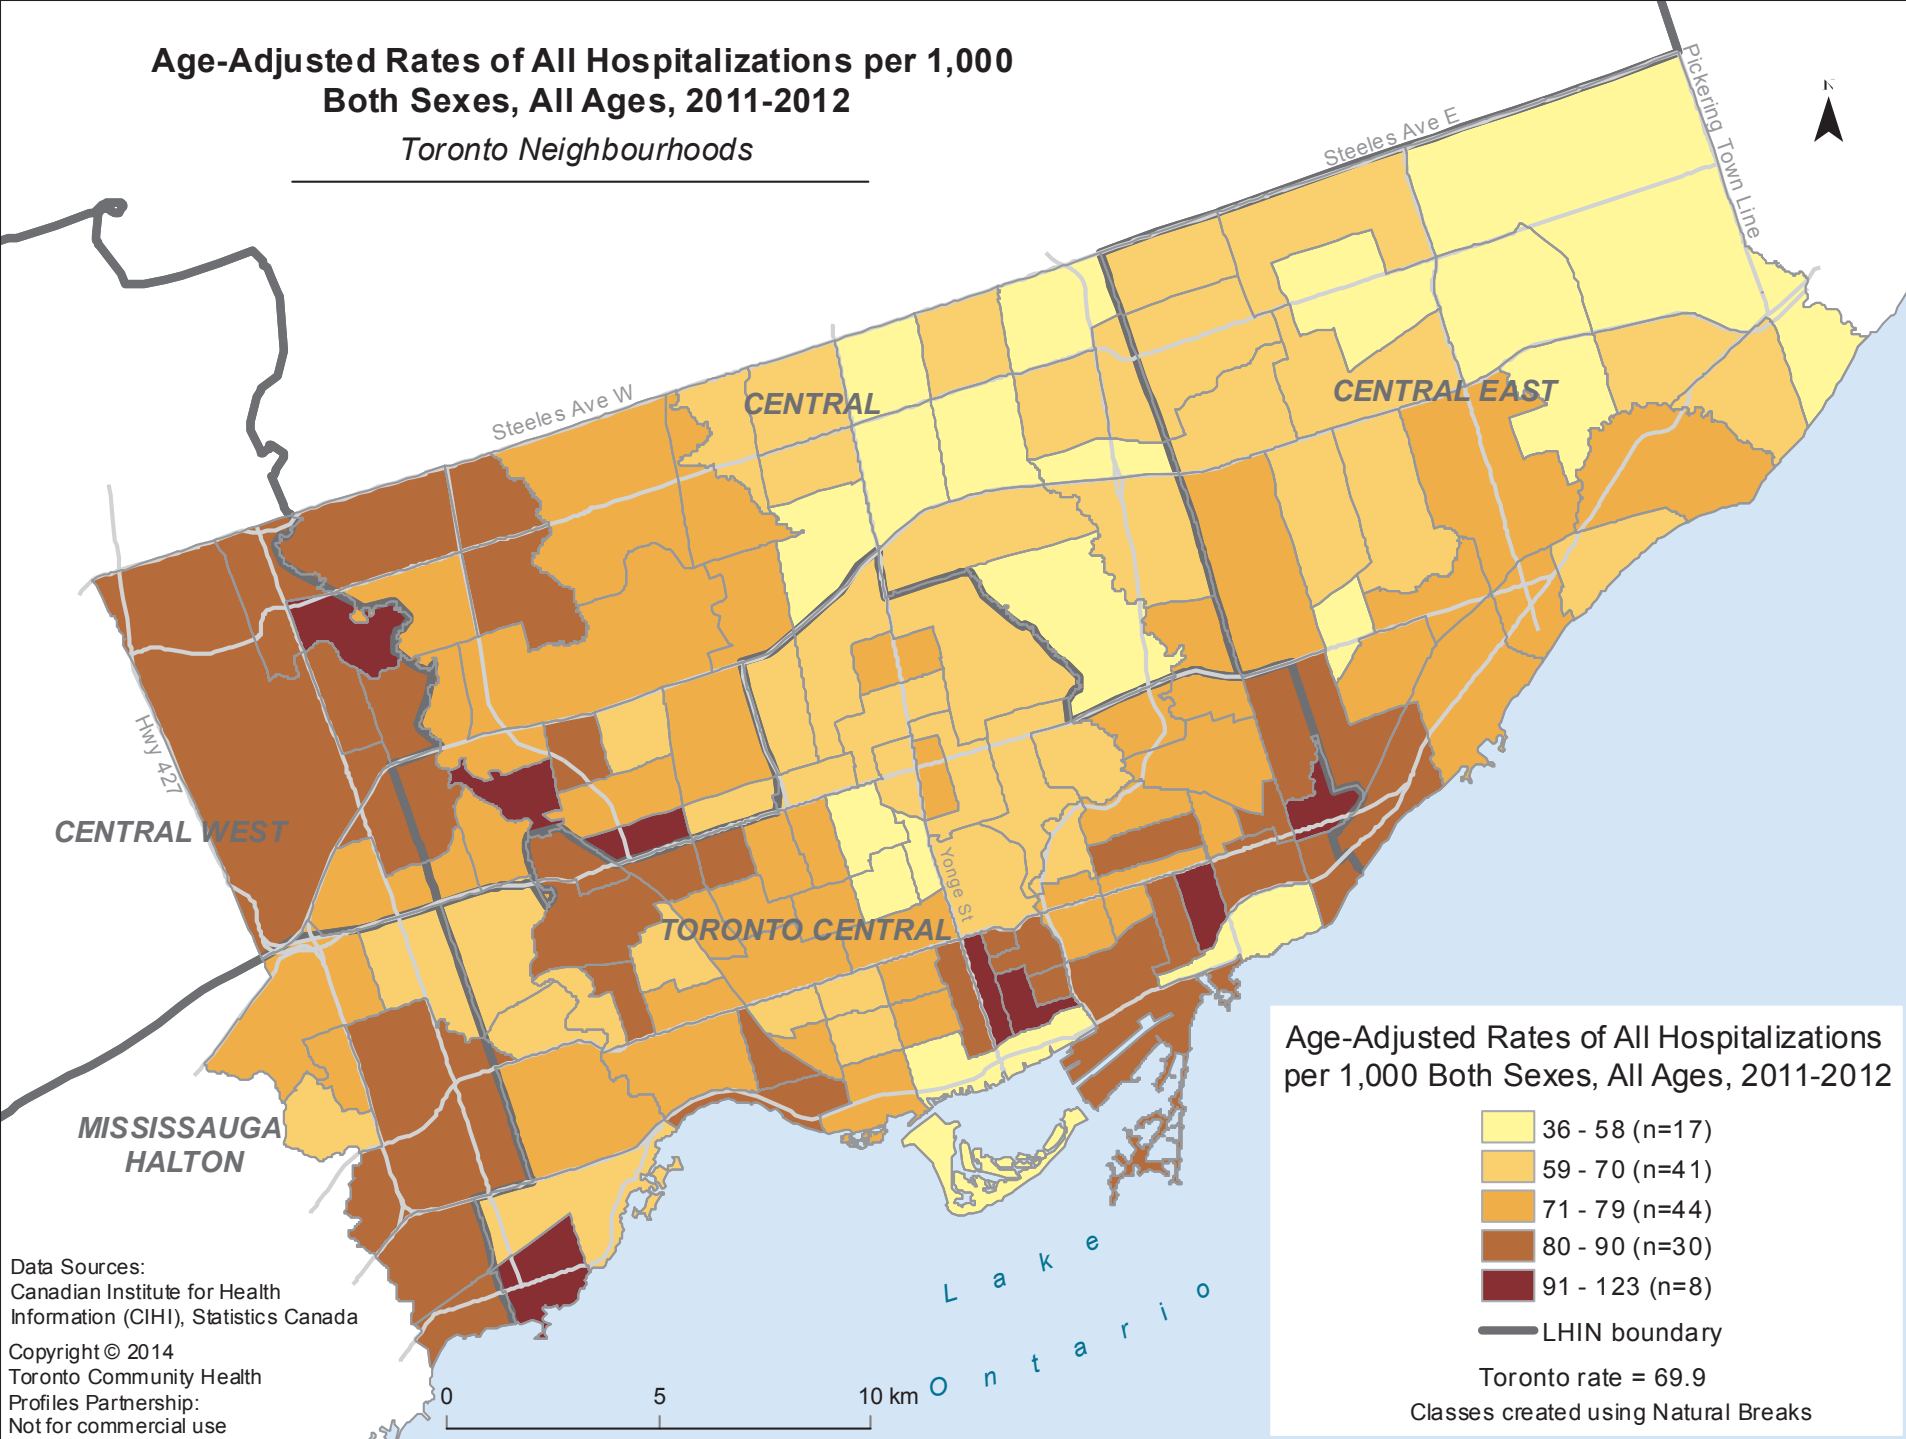 Age-Adjusted Rates of All Hospitalizations per 1,000
Both Sexes, All Ages, 2011-2012
Toronto Neighbourhoods
N
Pickering Town Line
Steeles Ave E
Steeles Ave W
CENTRAL
CENTRAL EAST
Hwy 427
CENTRAL WEST
Yonge St
TORONTO CENTRAL
MISSISSAUGA
HALTON
Lake
Ontario
Age-Adjusted Rates of All Hospitalizations
per 1,000 Both Sexes, All Ages, 2011-2012
36 - 58 (n=17)
59 - 70 (n=41)
71 - 79 (n=44)
80 - 90 (n=30)
91 - 123 (n=8)
LHIN boundary
Toronto rate = 69.9
Classes created using Natural Breaks
Data Sources:
Canadian Institute for Health
Information (CIHI), Statistics Canada
Copyright © 2014
Toronto Community Health
Profiles Partnership:
Not for commercial use
0 5 10 km